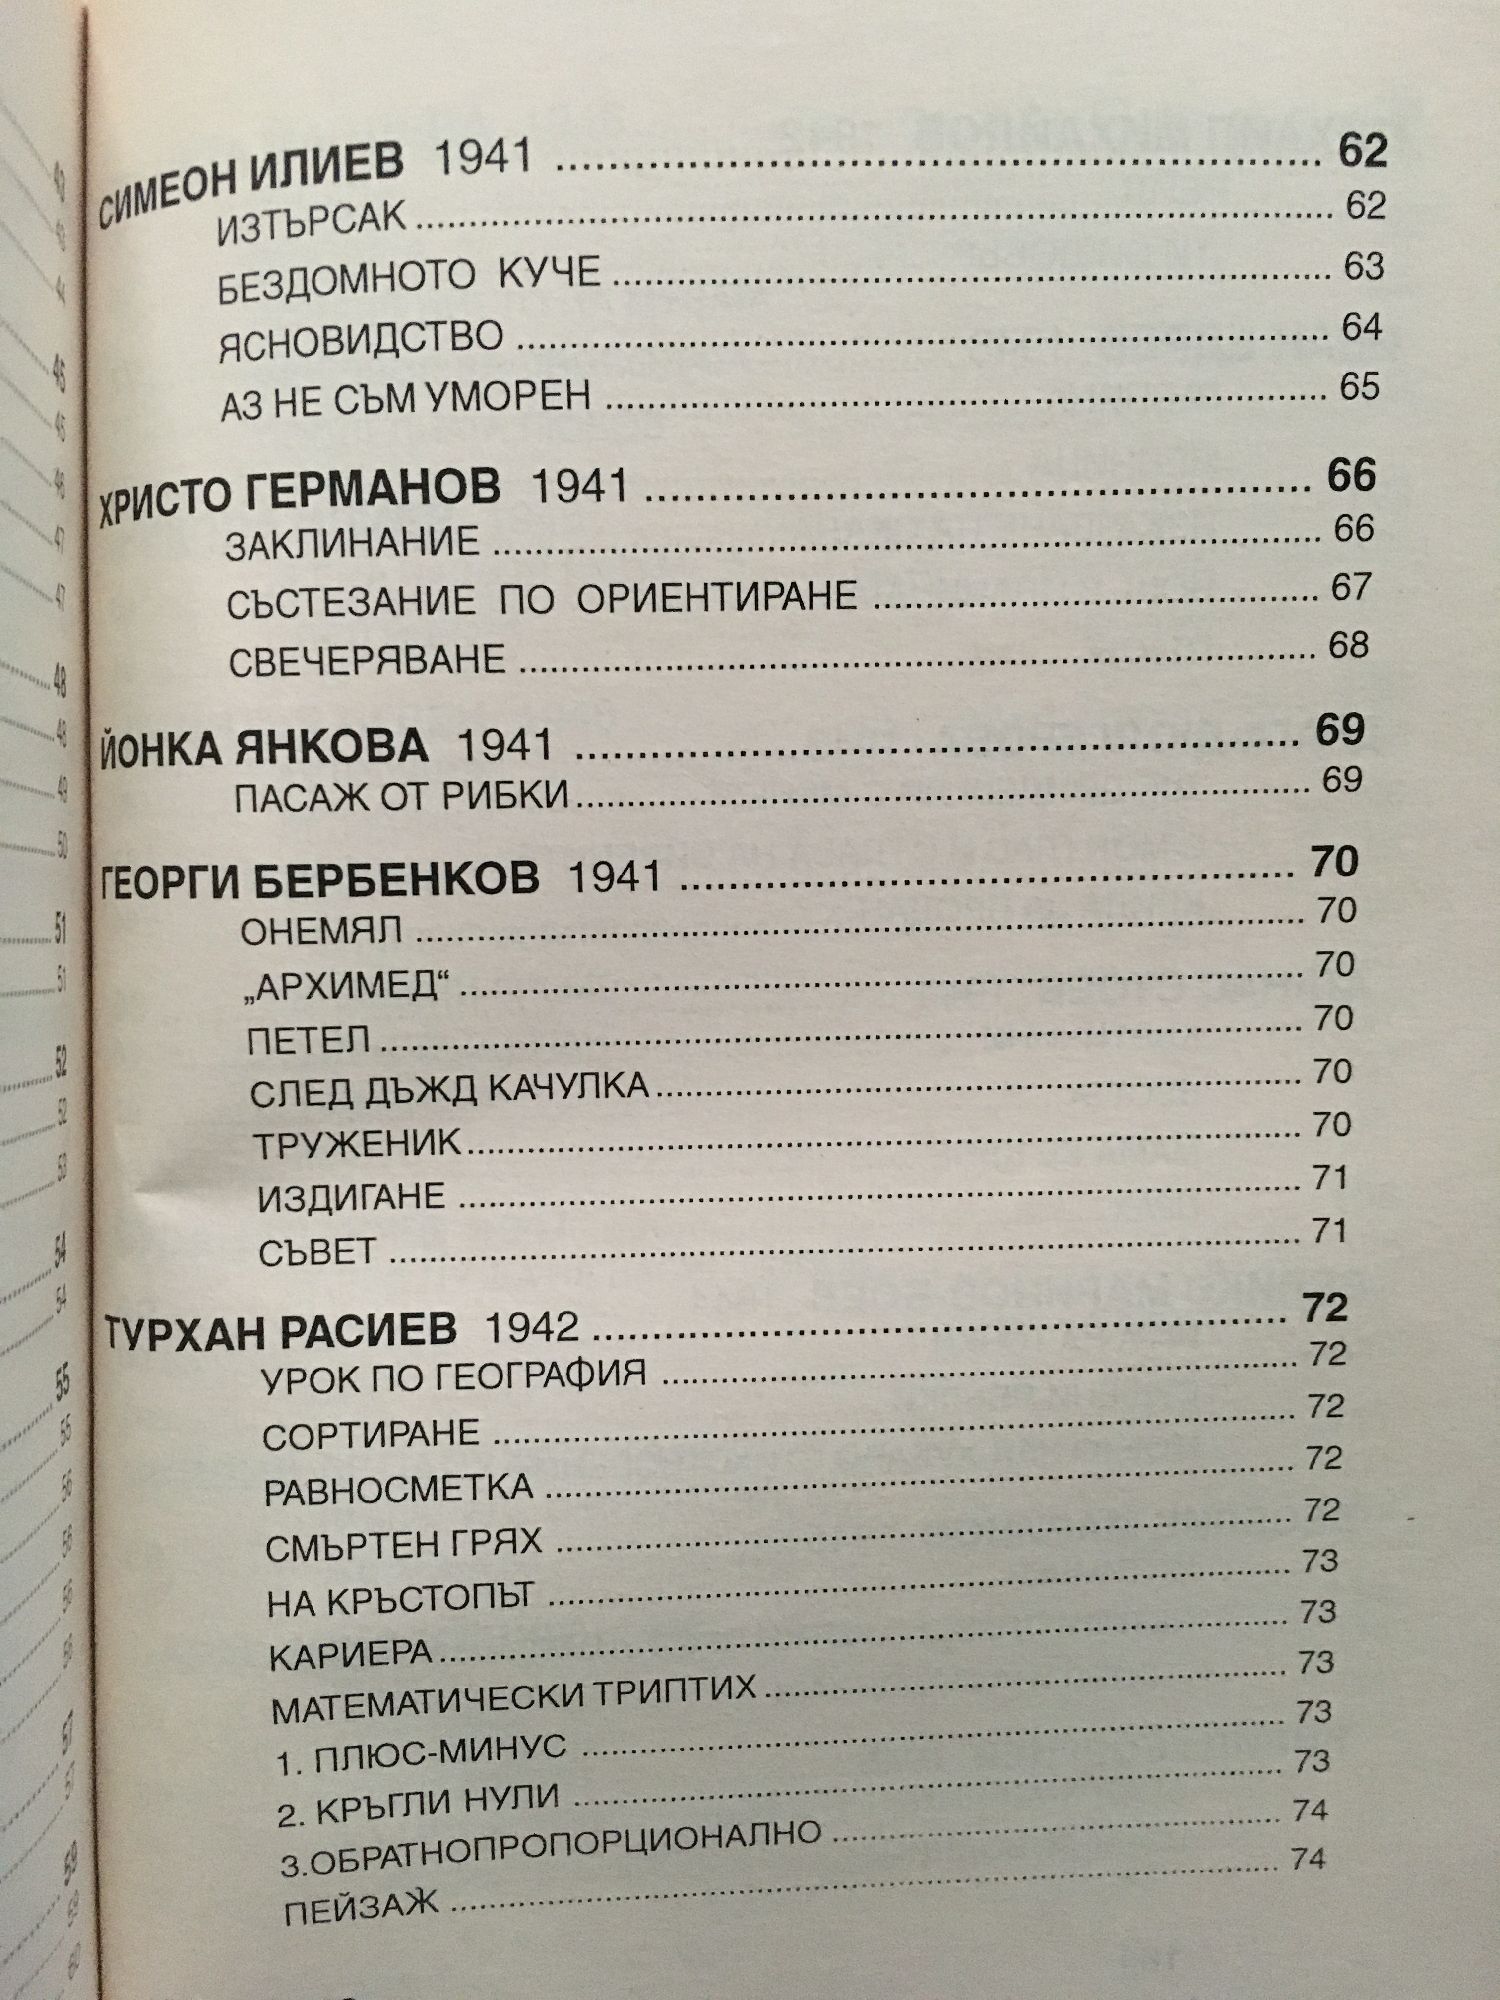 СИМЕОН ИЛИЕВ 1941 .......... 62
ИЗТЪРСАК .......... 62
БЕЗДОМНОТО КУЧЕ .......... 63
ЯСНОВИДСТВО .......... 64
АЗ НЕ СЪМ УМОРЕН .......... 65
ХРИСТО ГЕРМАНОВ 1941 .......... 66
ЗАКЛИНАНИЕ .......... 66
СЪСТЕЗАНИЕ ПО ОРИЕНТИРАНЕ .......... 67
СВЕЧЕРЯВАНЕ .......... 68
ЙОНКА ЯНКОВА 1941 .......... 69
ПАСАЖ ОТ РИБКИ .......... 69
ГЕОРГИ БЕРБЕНКОВ 1941 .......... 70
ОНЕМЯЛ .......... 70
„АРХИМЕД“ .......... 70
ПЕТЕЛ .......... 70
СЛЕД ДЪЖД КАЧУЛКА .......... 70
ТРУЖЕНИК .......... 70
ИЗДИГАНЕ .......... 71
СЪВЕТ .......... 71
ТУРХАН РАСИЕВ 1942 .......... 72
УРОК ПО ГЕОГРАФИЯ .......... 72
СОРТИРАНЕ .......... 72
РАВНОСМЕТКА .......... 72
СМЪРТЕН ГРЯХ .......... 72
НА КРЪСТОПЪТ .......... 73
КАРИЕРА .......... 73
МАТЕМАТИЧЕСКИ ТРИПТИХ .......... 73
1. ПЛЮС-МИНУС .......... 73
2. КРЪГЛИ НУЛИ .......... 73
3.ОБРАТНОПРОПОРЦИОНАЛНО .......... 74
ПЕЙЗАЖ .......... 74